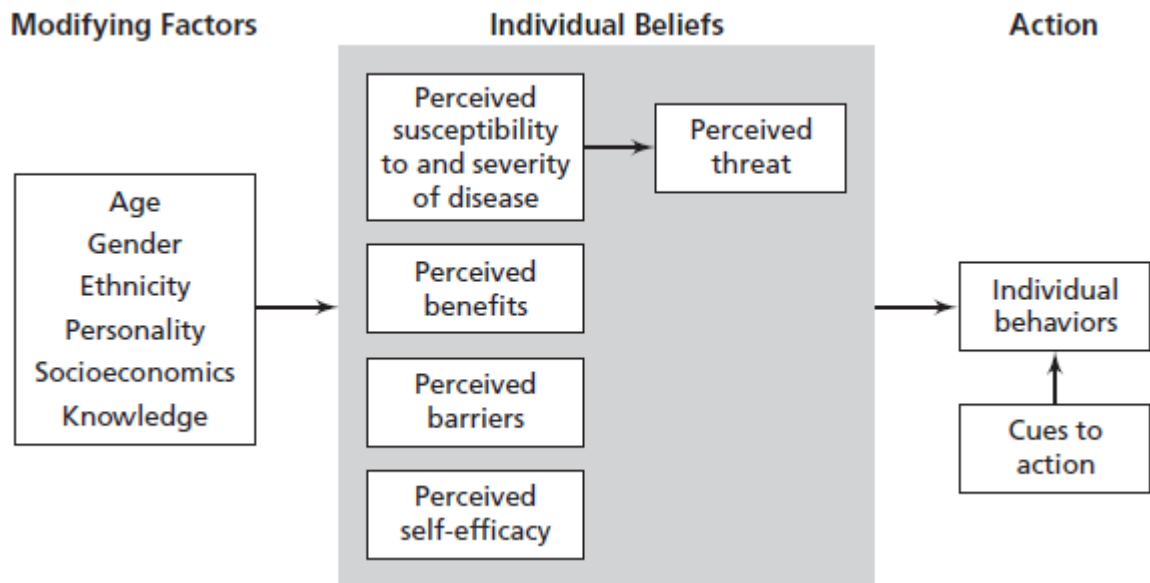 Modifying Factors
Individual Beliefs
Action
Age
Gender
Ethnicity
Personality
Socioeconomics
Knowledge
Perceived
susceptibility
to and severity
of disease
Perceived
threat
Perceived
benefits
Perceived
barriers
Perceived
self-efficacy
Individual
behaviors
Cues to
action